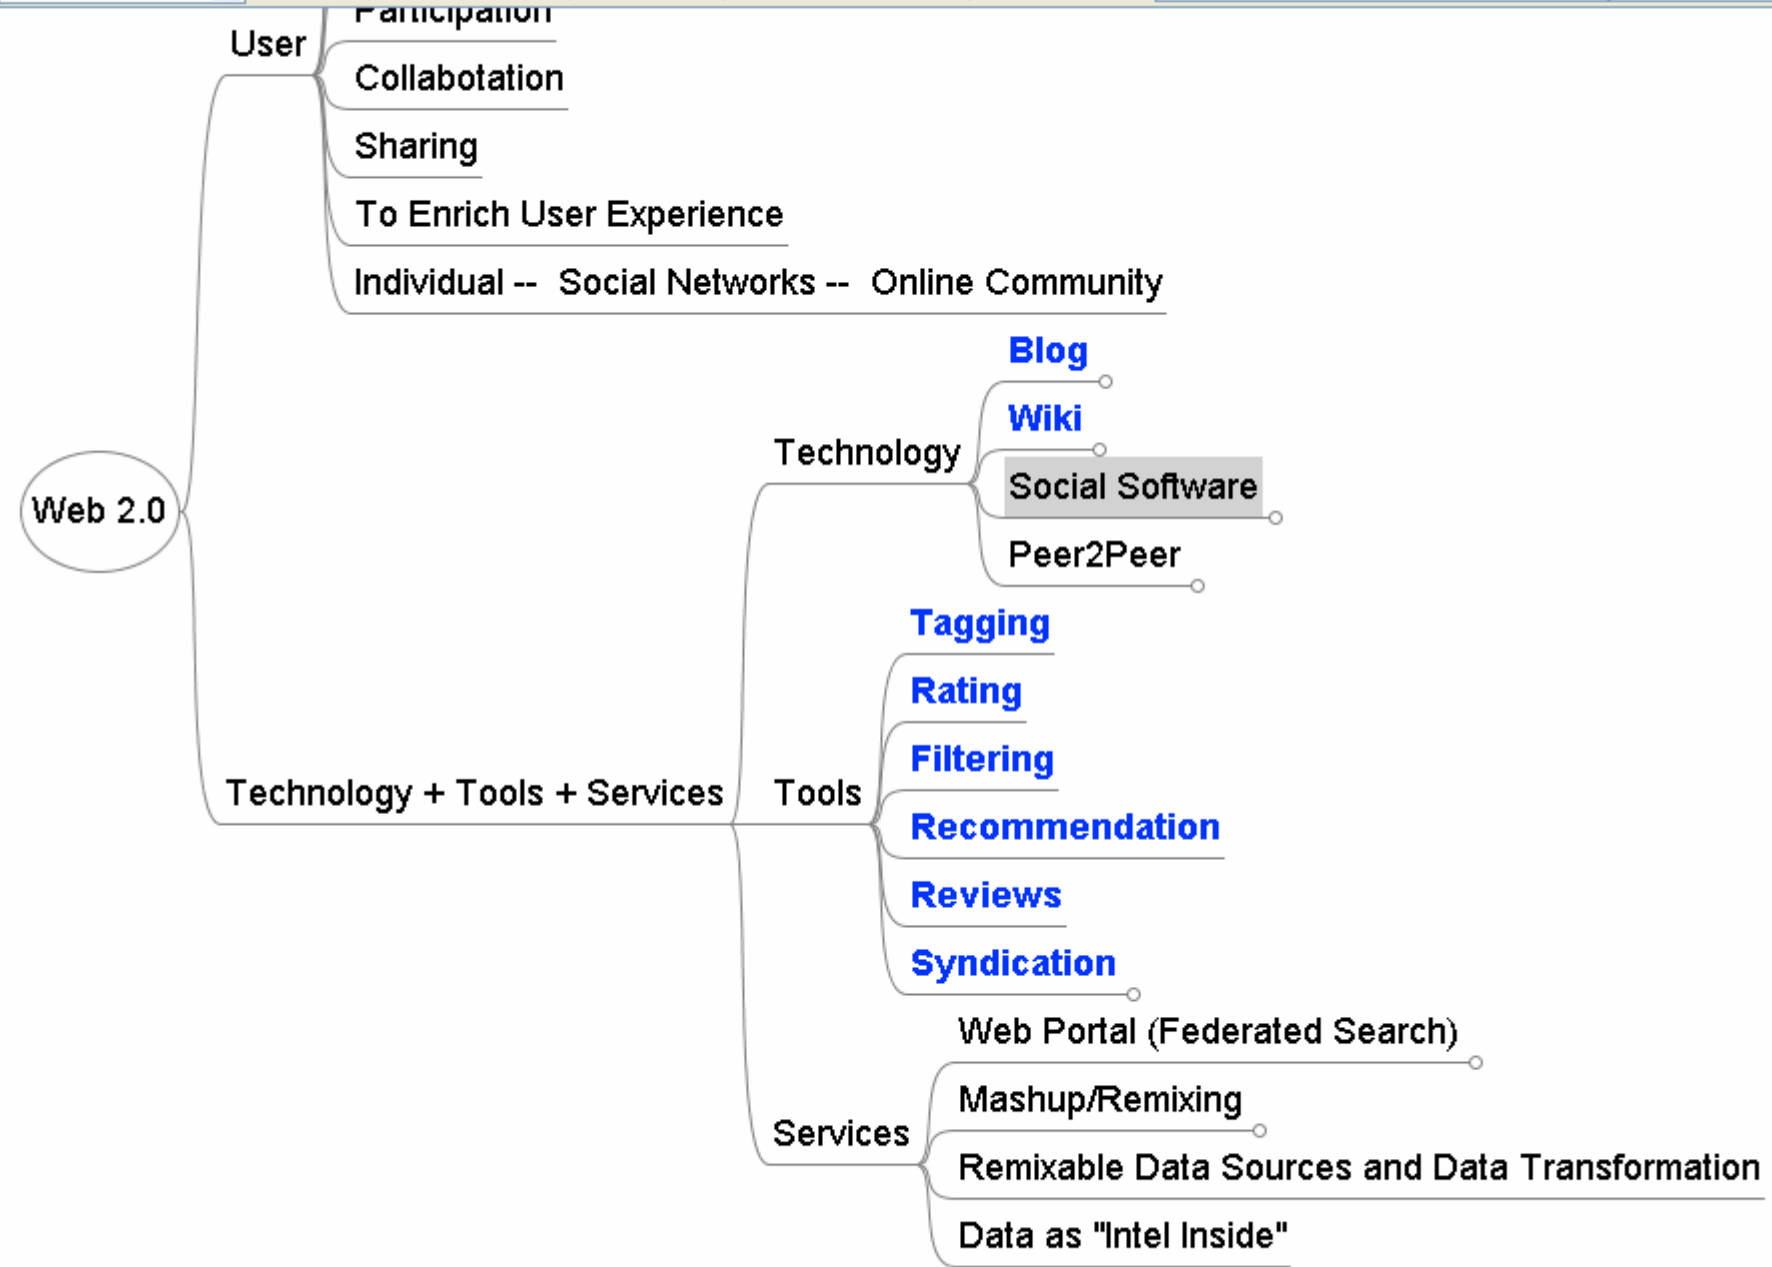 Participation
User
Collabotation
Sharing
To Enrich User Experience
Individual -- Social Networks -- Online Community
Blog
Wiki
Technology
Social Software
Web 2.0
Peer2Peer
Tagging
Rating
Filtering
Technology + Tools + Services
Tools
Recommendation
Reviews
Syndication
Web Portal (Federated Search)
Mashup/Remixing
Services
Remixable Data Sources and Data Transformation
Data as "Intel Inside"